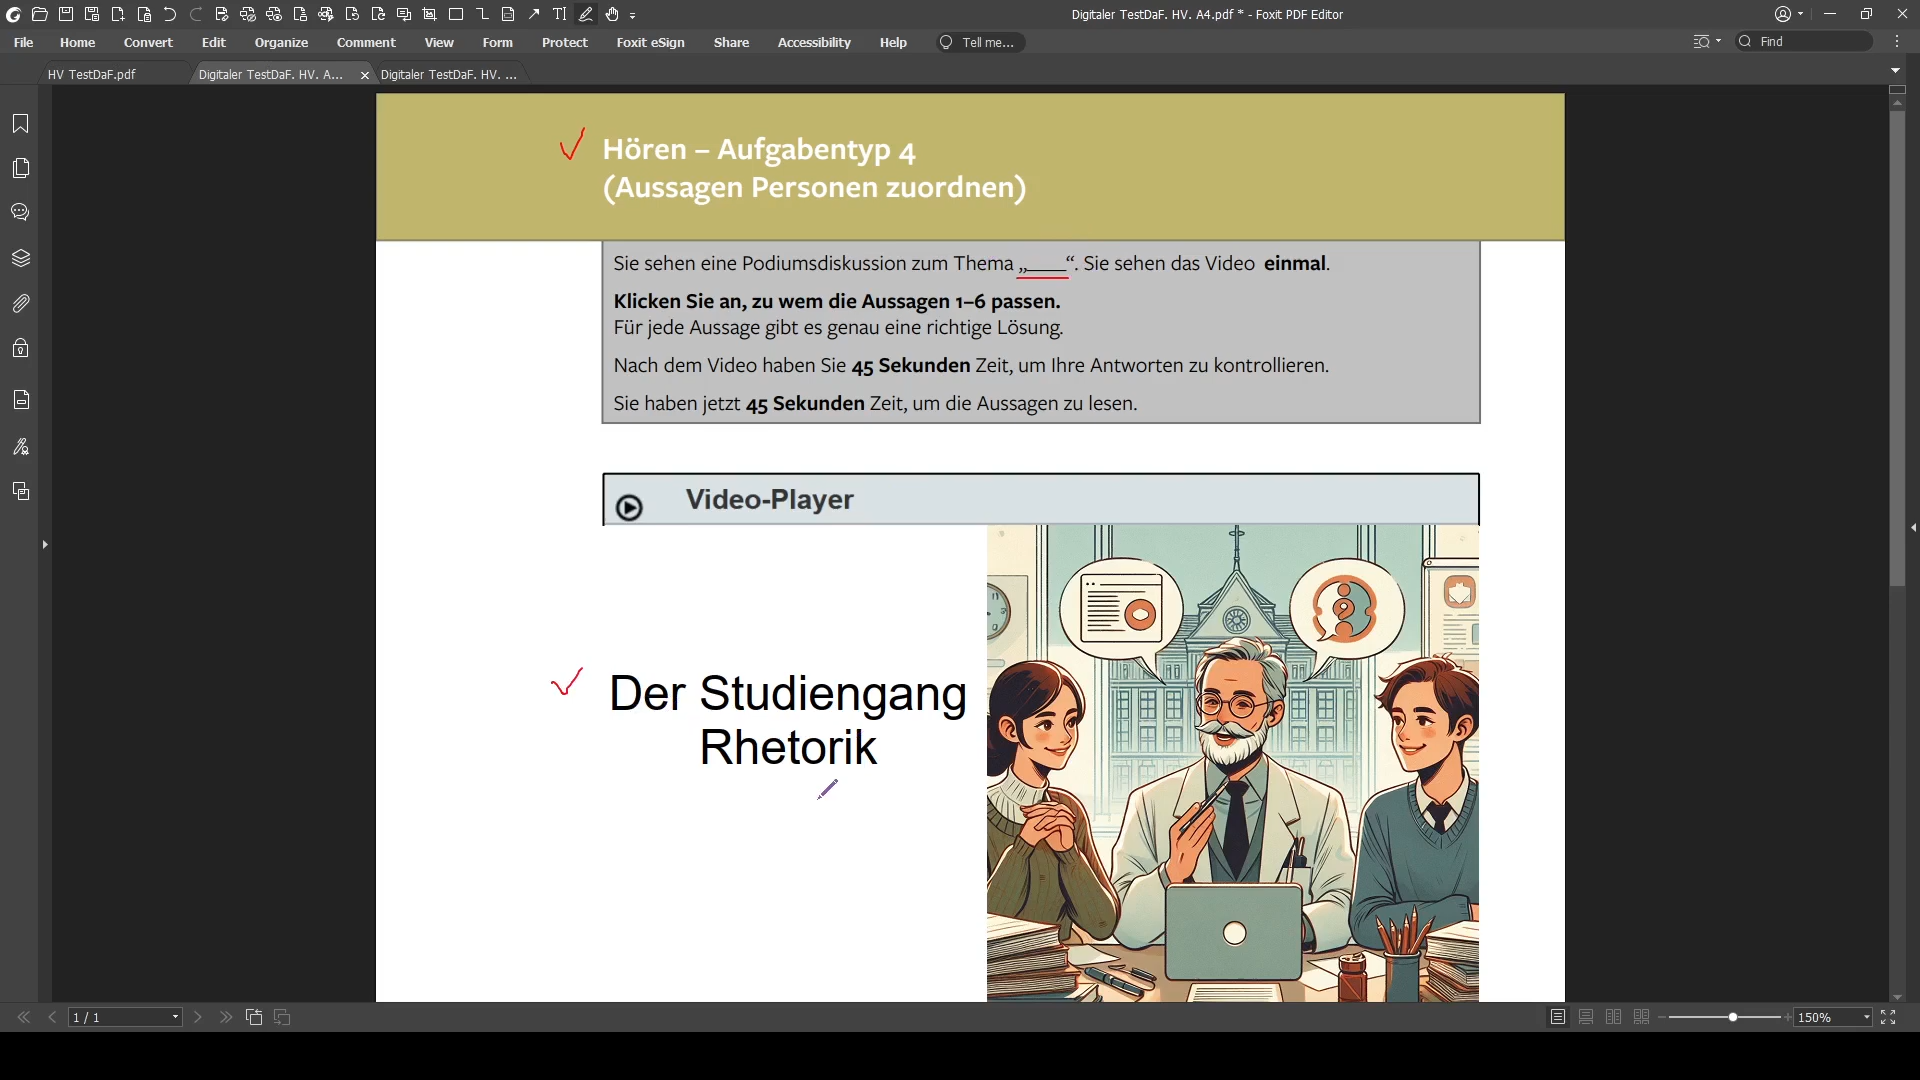 Digitaler TestDaF. HV. A4.pdf * - Foxit PDF Editor
File Home Convert Edit Organize Comment View Form Protect Foxit eSign Share Accessibility Help Tell me... Find
HV TestDaF.pdf
Digitaler TestDaF. HV. A...
Digitaler TestDaF. HV. ...
Hören – Aufgabentyp 4
(Aussagen Personen zuordnen)
Sie sehen eine Podiumsdiskussion zum Thema „____“. Sie sehen das Video einmal.
Klicken Sie an, zu wem die Aussagen 1–6 passen.
Für jede Aussage gibt es genau eine richtige Lösung.
Nach dem Video haben Sie 45 Sekunden Zeit, um Ihre Antworten zu kontrollieren.
Sie haben jetzt 45 Sekunden Zeit, um die Aussagen zu lesen.
Video-Player
Der Studiengang
Rhetorik
1 / 1
150%